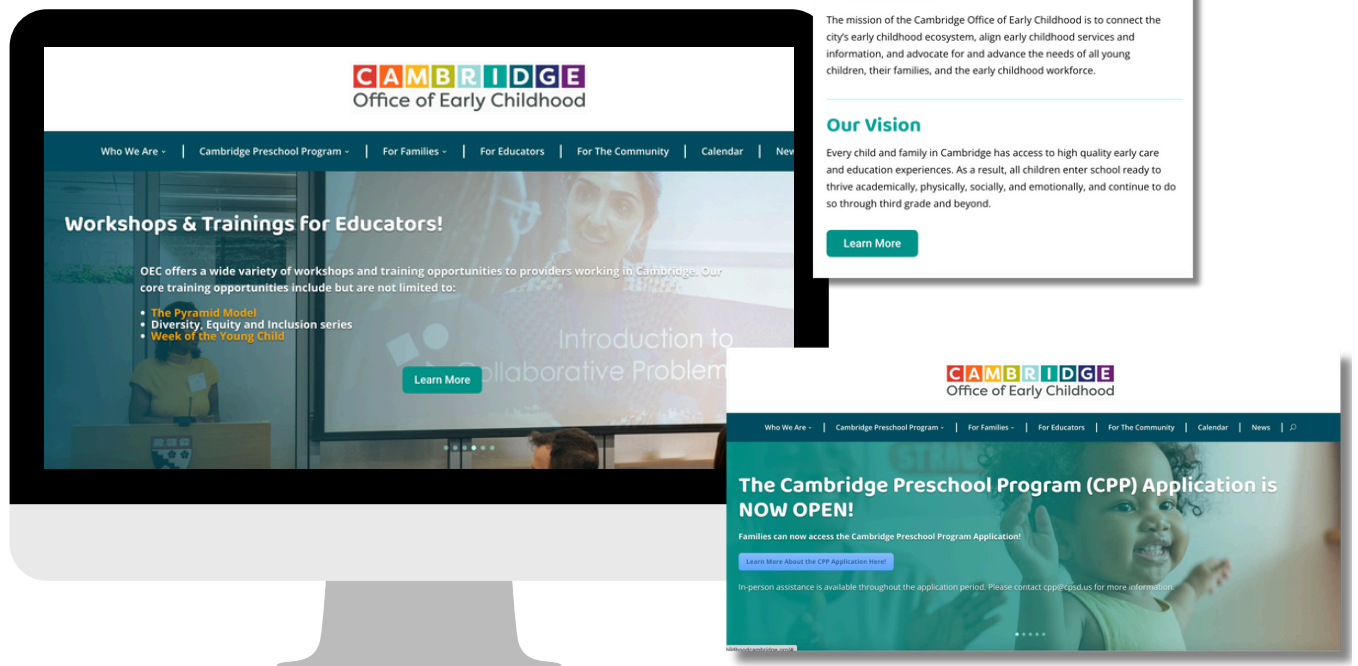 CAMBRIDGE
Office of Early Childhood
Who We Are
Cambridge Preschool Program
For Families
For Educators
For The Community
Calendar
New
Workshops & Trainings for Educators!
OEC offers a wide variety of workshops and training opportunities to providers working in Cambridge. Our
core training opportunities include but are not limited to:
• The Pyramid Model
• Diversity, Equity and Inclusion series
• Week of the Young Child
Introduction to
Collaborative Problem
Learn More
The mission of the Cambridge Office of Early Childhood is to connect the
city's early childhood ecosystem, align early childhood services and
information, and advocate for and advance the needs of all young
children, their families, and the early childhood workforce.
Our Vision
Every child and family in Cambridge has access to high quality early care
and education experiences. As a result, all children enter school ready to
thrive academically, physically, socially, and emotionally, and continue to do
so through third grade and beyond.
Learn More
CAMBRIDGE
Office of Early Childhood
Who We Are
Cambridge Preschool Program
For Families
For Educators
For The Community
Calendar
News
The Cambridge Preschool Program (CPP) Application is
NOW OPEN!
Families can now access the Cambridge Preschool Program Application!
Learn More About the CPP Application Here!
In-person assistance is available throughout the application period. Please contact cpp@cpsd.us for more information.